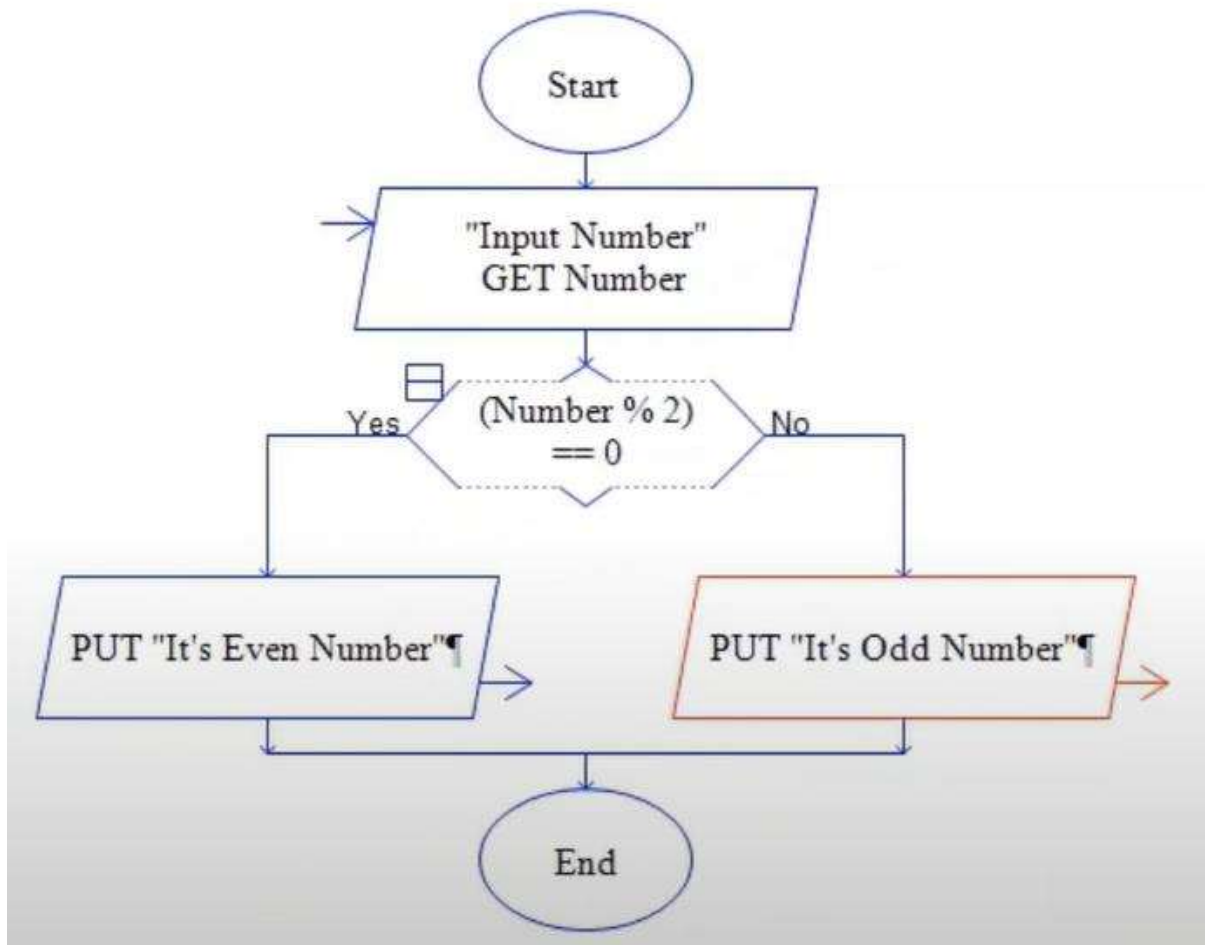 Start
"Input Number"
GET Number
(Number % 2)
== 0
Yes
No
PUT "It's Even Number"¶
PUT "It's Odd Number"¶
End